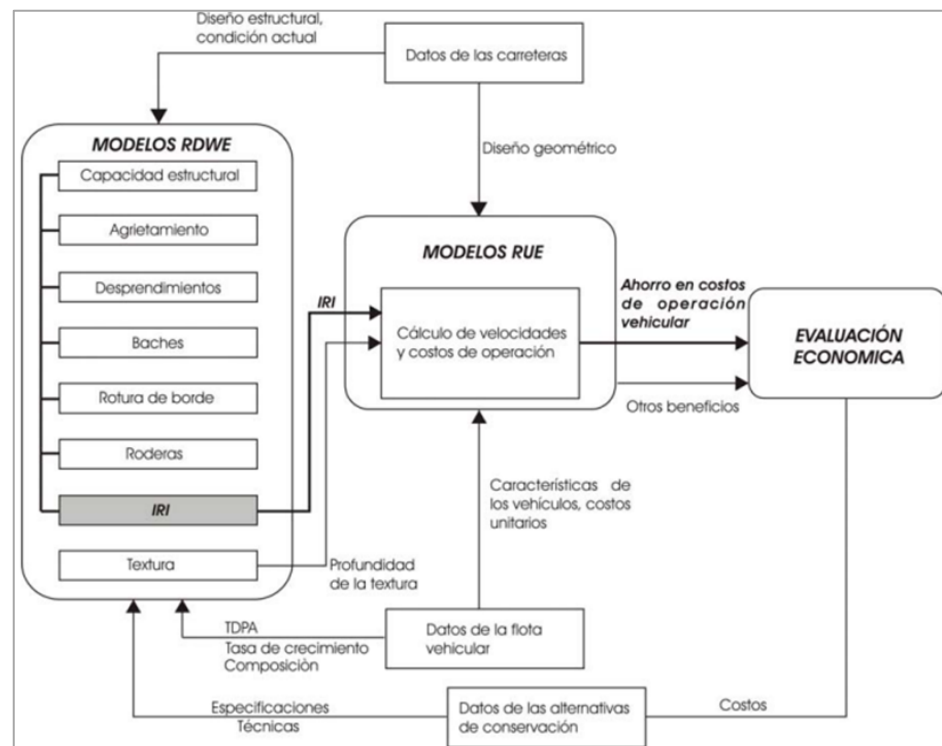 Diseño estructural,
condición actual
Datos de las carreteras
MODELOS RDWE
Capacidad estructural
Agrietamiento
Desprendimientos
Baches
Rotura de borde
Roderas
IRI
Textura
Diseño geométrico
MODELOS RUE
IRI
Cálculo de velocidades
y costos de operación
Ahorro en costos
de operación
vehicular
EVALUACIÓN
ECONOMICA
Otros beneficios
Características de
los vehículos, costos
unitarios
Profundidad
de la textura
TDPA
Tasa de crecimiento
Composiciòn
Datos de la flota
vehicular
Especificaciones
Técnicas
Datos de las alternativas
de conservación
Costos